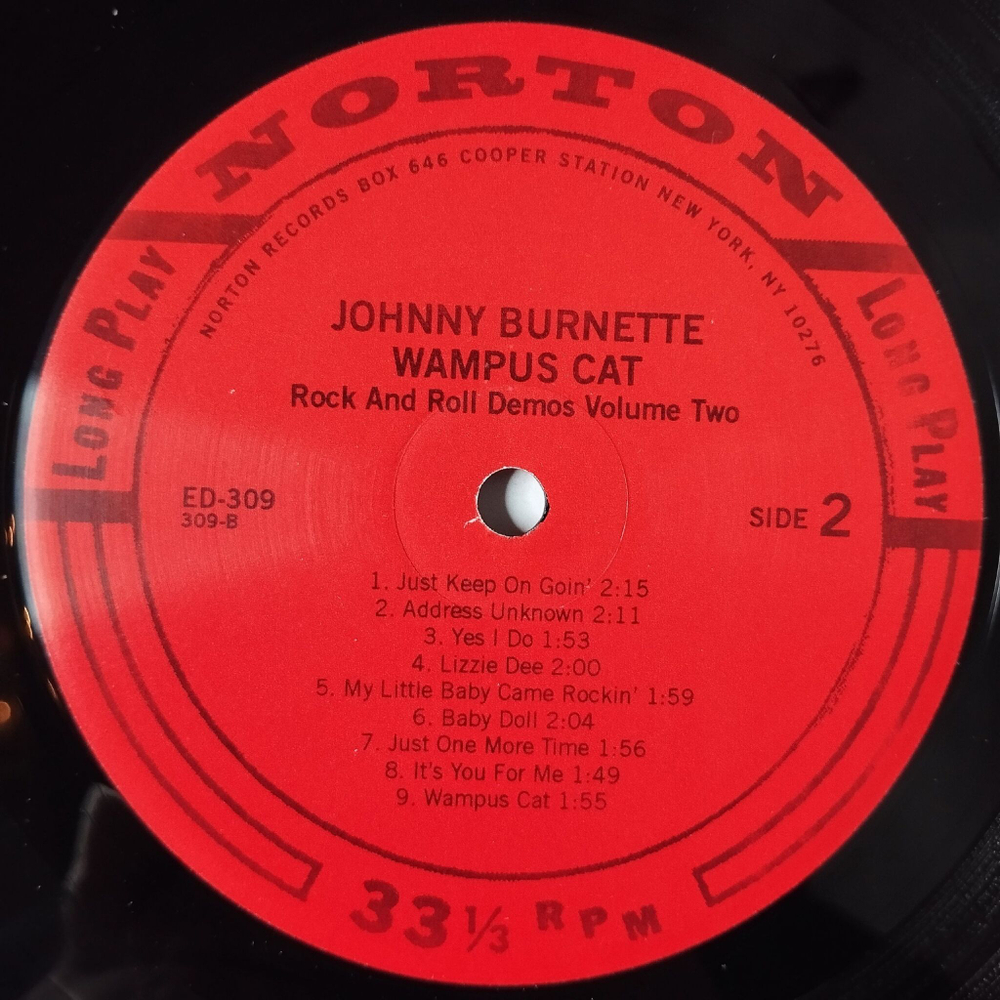 NORTON
NORTON RECORDS BOX 646 COOPER STATION NEW YORK, NY 10276
LONG PLAY
LONG PLAY
JOHNNY BURNETTE
WAMPUS CAT
Rock And Roll Demos Volume Two
ED-309
309-B
SIDE 2
1. Just Keep On Goin' 2:15
2. Address Unknown 2:11
3. Yes I Do 1:53
4. Lizzie Dee 2:00
5. My Little Baby Came Rockin' 1:59
6. Baby Doll 2:04
7. Just One More Time 1:56
8. It's You For Me 1:49
9. Wampus Cat 1:55
33 1/3 RPM